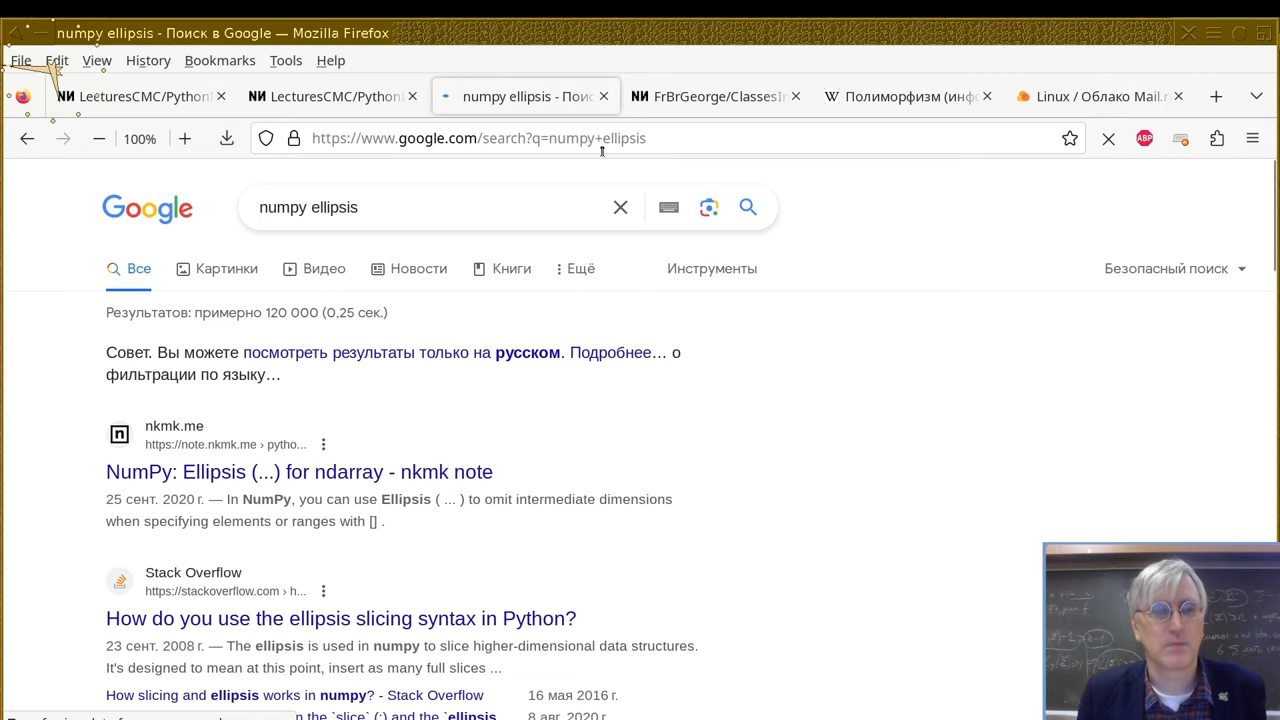 numpy ellipsis - Поиск в Google — Mozilla Firefox
File Edit View History Bookmarks Tools Help
LecturesCMC/Python LecturesCMC/Python numpy ellipsis - Поис FrBrGeorge/ClassesIn Полиморфизм (инфо Linux / Облако Mail.r
100% https://www.google.com/search?q=numpy+ellipsis ABP
Google numpy ellipsis
Все Картинки Видео Новости Книги Ещё Инструменты Безопасный поиск
Результатов: примерно 120 000 (0,25 сек.)
Совет. Вы можете посмотреть результаты только на русском. Подробнее… о
фильтрации по языку…
nkmk.me
https://note.nkmk.me › pytho...
NumPy: Ellipsis (...) for ndarray - nkmk note
25 сент. 2020 г. — In NumPy, you can use Ellipsis ( ... ) to omit intermediate dimensions
when specifying elements or ranges with [] .
Stack Overflow
https://stackoverflow.com › h...
How do you use the ellipsis slicing syntax in Python?
23 сент. 2008 г. — The ellipsis is used in numpy to slice higher-dimensional data structures.
It's designed to mean at this point, insert as many full slices ...
How slicing and ellipsis works in numpy? - Stack Overflow 16 мая 2016 г.
n the `slice` (:) and the `ellipsis 8 авг. 2020 г.